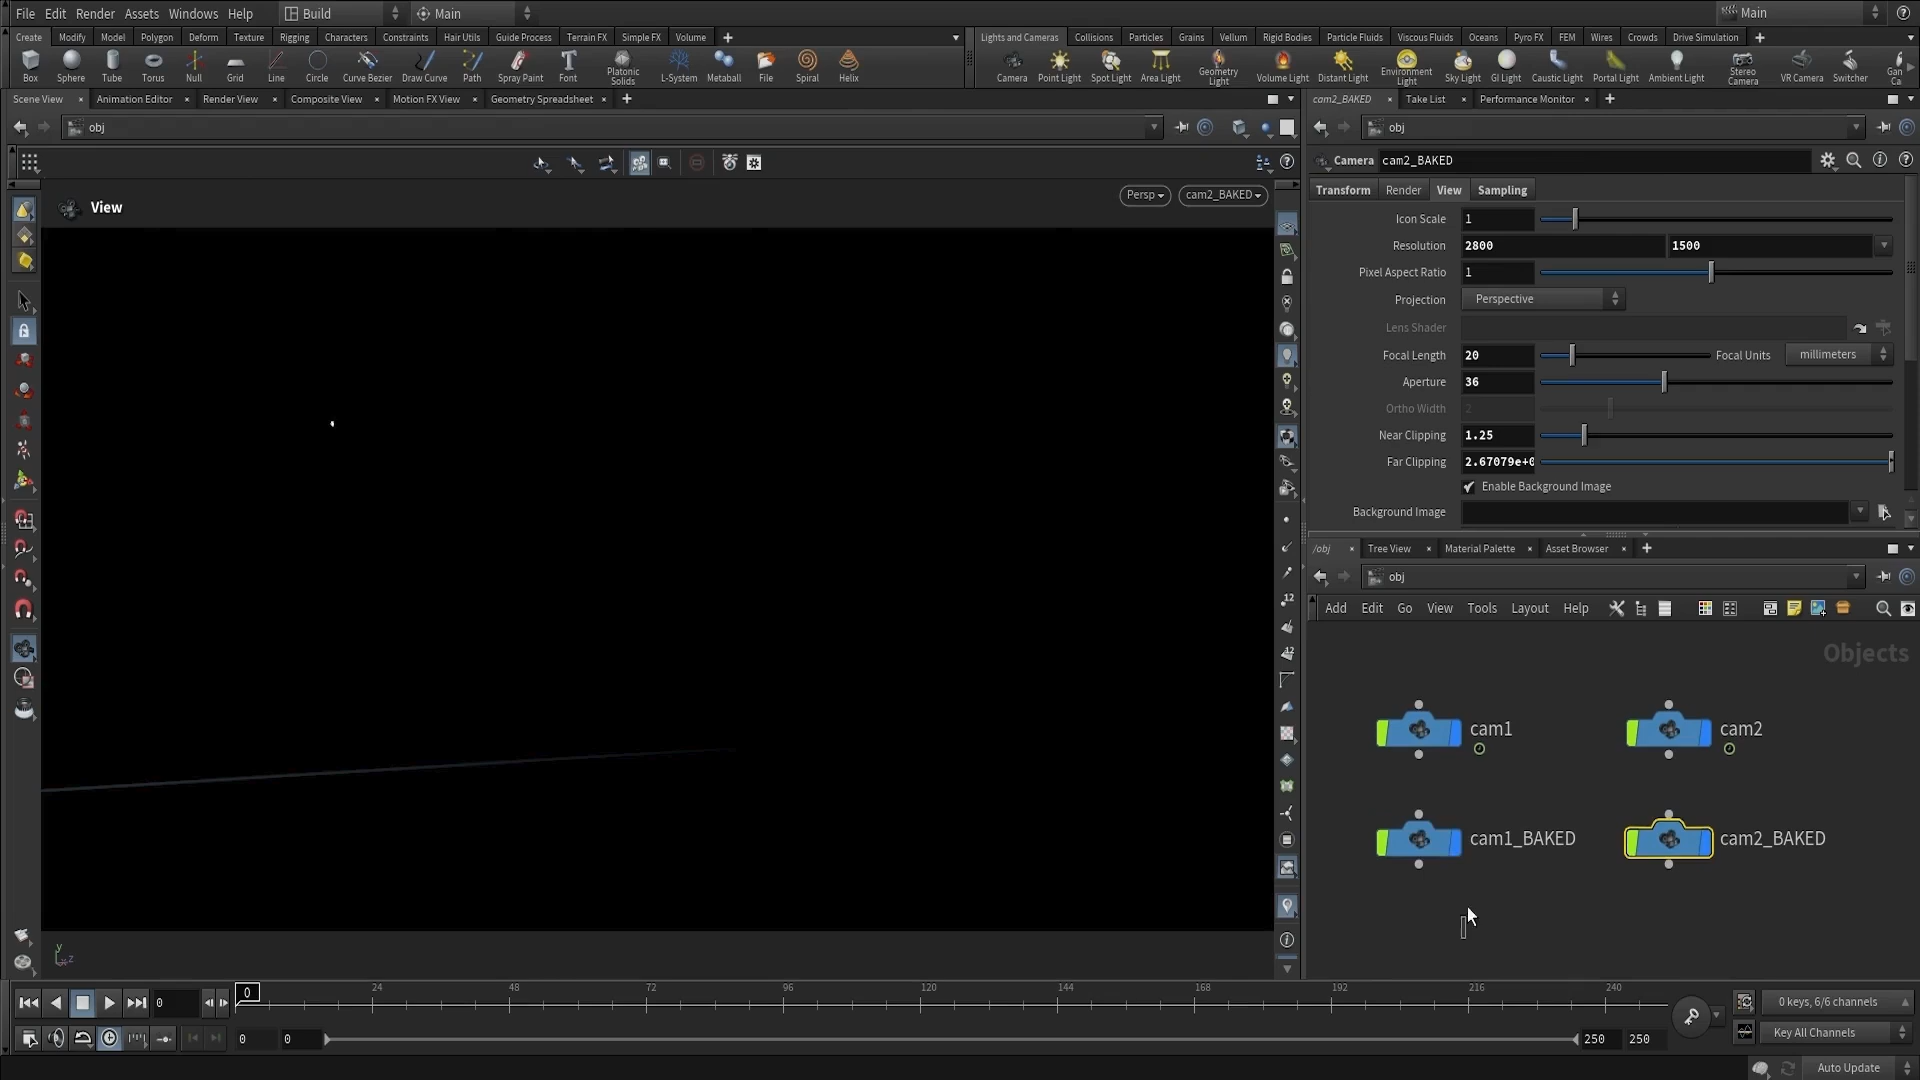 File Edit Render Assets Windows Help Build Main Main
Create Modify Model Polygon Deform Texture Rigging Characters Constraints Hair Utils Guide Process Terrain FX Simple FX Volume
Lights and Cameras Collisions Particles Grains Vellum Rigid Bodies Particle Fluids Viscous Fluids Oceans Pyro FX FEM Wires Crowds Drive Simulation
Box Sphere Tube Torus Null Grid Line Circle Curve Bezier Draw Curve Path Spray Paint Font Platonic Solids L-System Metaball File Spiral Helix
Camera Point Light Spot Light Area Light Geometry Light Volume Light Distant Light Environment Light Sky Light GI Light Caustic Light Portal Light Ambient Light Stereo Camera VR Camera Switcher
Scene View Animation Editor Render View Composite View Motion FX View Geometry Spreadsheet
obj
View
Persp cam2_BAKED
cam2_BAKED Take List Performance Monitor
obj
Camera cam2_BAKED
Transform Render View Sampling
Icon Scale 1
Resolution 2800 1500
Pixel Aspect Ratio 1
Projection Perspective
Lens Shader
Focal Length 20 Focal Units millimeters
Aperture 36
Ortho Width 2
Near Clipping 1.25
Far Clipping 2.67079e+0
Enable Background Image
Background Image
/obj Tree View Material Palette Asset Browser
obj
Add Edit Go View Tools Layout Help
Objects
cam1 cam2
cam1_BAKED cam2_BAKED
12
12
y
z
0 0 24 48 72 96 120 144 168 192 216 240
0 keys, 6/6 channels
0 0 250 250
Key All Channels
Auto Update